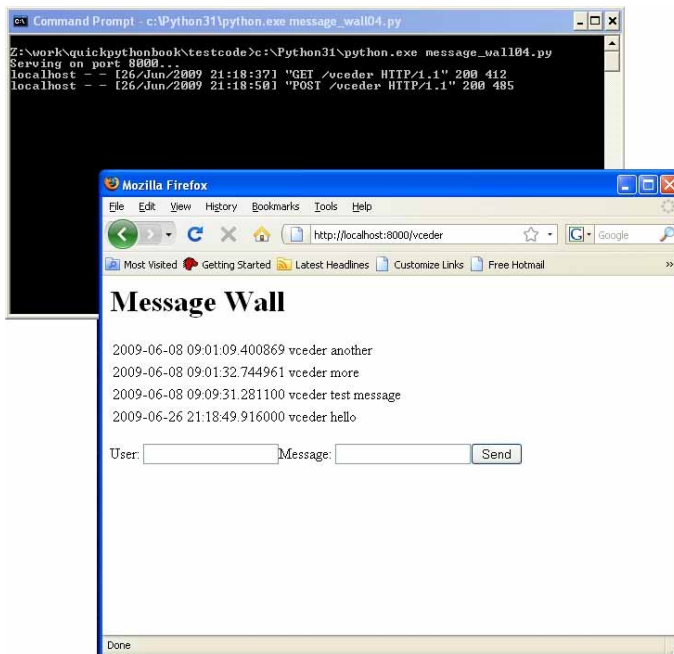 Command Prompt - c:\Python31\python.exe message_wall04.py
Z:\work\quickpythonbook\testcode>c:\Python31\python.exe message_wall04.py
Serving on port 8000...
localhost - - [26/Jun/2009 21:18:37] "GET /vceder HTTP/1.1" 200 412
localhost - - [26/Jun/2009 21:18:50] "POST /vceder HTTP/1.1" 200 485
Mozilla Firefox
File Edit View History Bookmarks Tools Help
http://localhost:8000/vceder
G Google
Most Visited Getting Started Latest Headlines Customize Links Free Hotmail »
Message Wall
2009-06-08 09:01:09.400869 vceder another
2009-06-08 09:01:32.744961 vceder more
2009-06-08 09:09:31.281100 vceder test message
2009-06-26 21:18:49.916000 vceder hello
User: Message: Send
Done